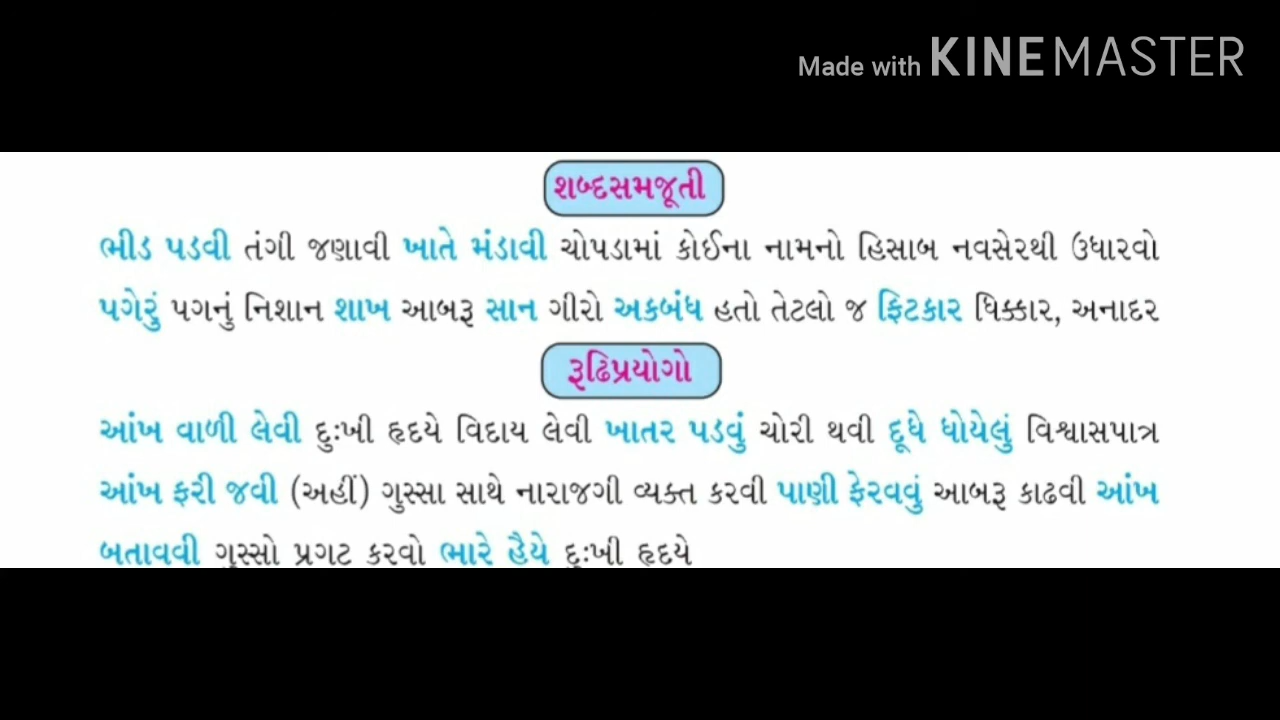 Made with KINEMASTER
શબ્દસમજૂતી
ભીડ પડવી તંગી જણાવી ખાતે મંડાવી ચોપડામાં કોઈના નામનો હિસાબ નવસેરથી ઉધારવો
પગેરું પગનું નિશાન શાખ આબરૂ સાન ગીરો અકબંધ હતો તેટલો જ ફિટકાર ધિક્કાર, અનાદર
રૂઢિપ્રયોગો
આંખ વાળી લેવી દુઃખી હૃદયે વિદાય લેવી ખાતર પડવું ચોરી થવી દૂધે ધોયેલું વિશ્વાસપાત્ર
આંખ ફરી જવી (અહીં) ગુસ્સા સાથે નારાજગી વ્યક્ત કરવી પાણી ફેરવવું આબરૂ કાઢવી આંખ
બતાવવી ગુસ્સો પ્રગટ કરવો ભારે હૈયે દુઃખી હૃદયે